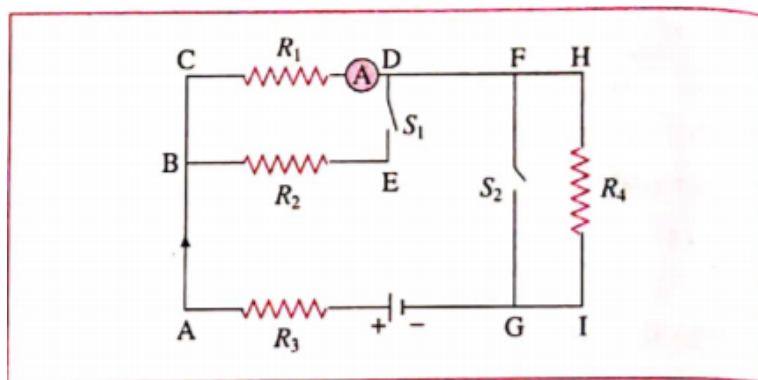 C R₁ A D F H
S₁
B R₂ E S₂ R₄
A R₃ + − G I